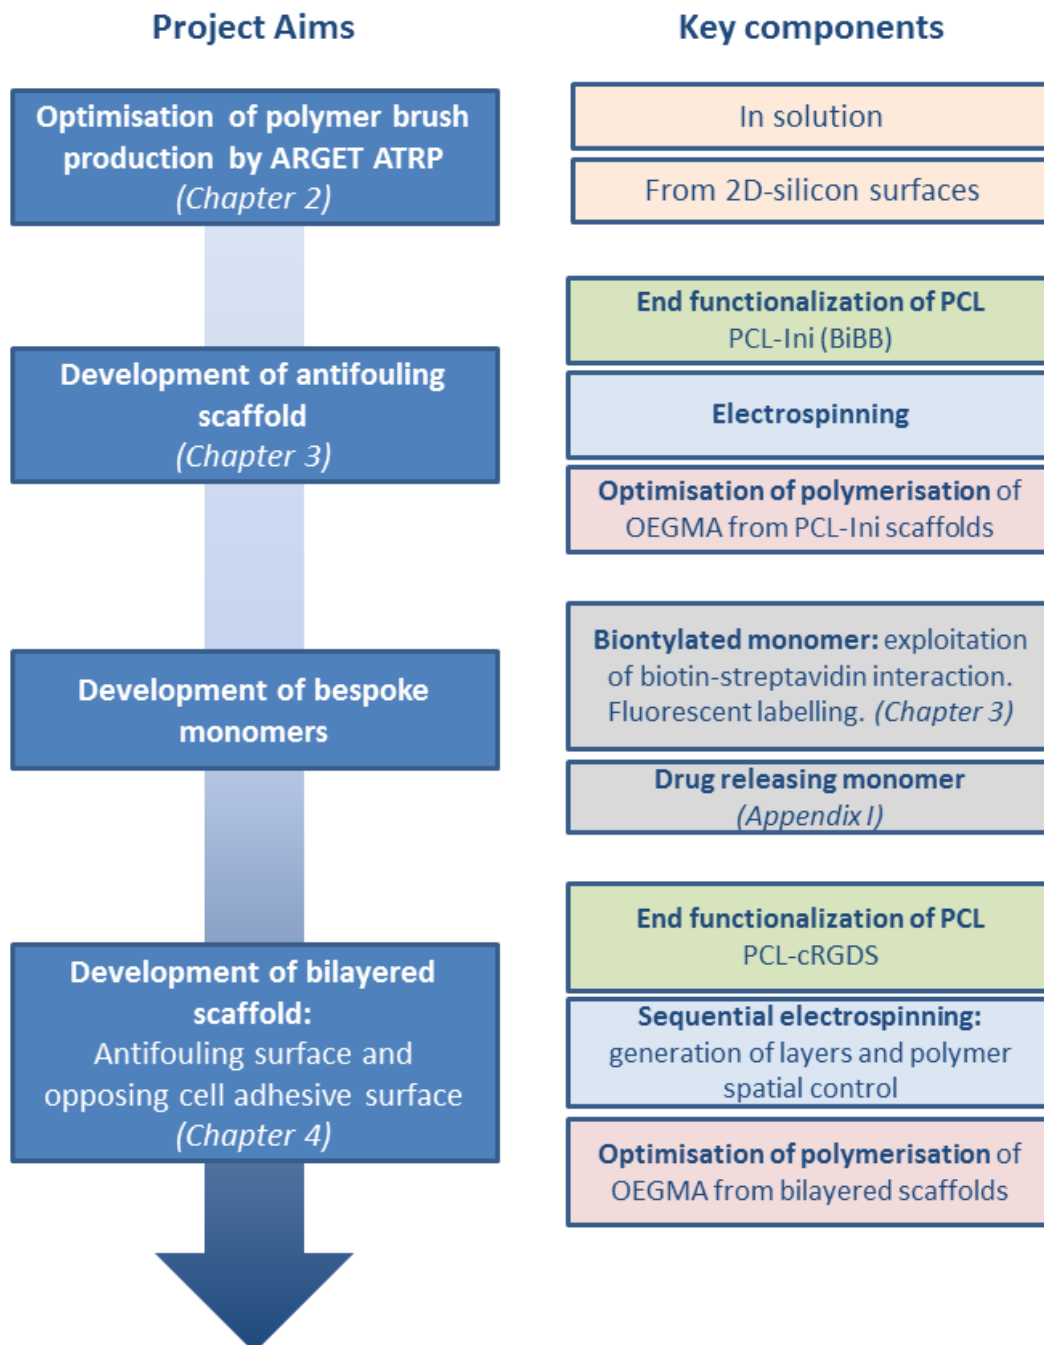 Project Aims
Key components
Optimisation of polymer brush
production by ARGET ATRP
(Chapter 2)
In solution
From 2D-silicon surfaces
Development of antifouling
scaffold
(Chapter 3)
End functionalization of PCL
PCL-Ini (BiBB)
Electrospinning
Optimisation of polymerisation of
OEGMA from PCL-Ini scaffolds
Development of bespoke
monomers
Biontylated monomer: exploitation
of biotin-streptavidin interaction.
Fluorescent labelling. (Chapter 3)
Drug releasing monomer
(Appendix I)
Development of bilayered
scaffold:
Antifouling surface and
opposing cell adhesive surface
(Chapter 4)
End functionalization of PCL
PCL-cRGDS
Sequential electrospinning:
generation of layers and polymer
spatial control
Optimisation of polymerisation of
OEGMA from bilayered scaffolds